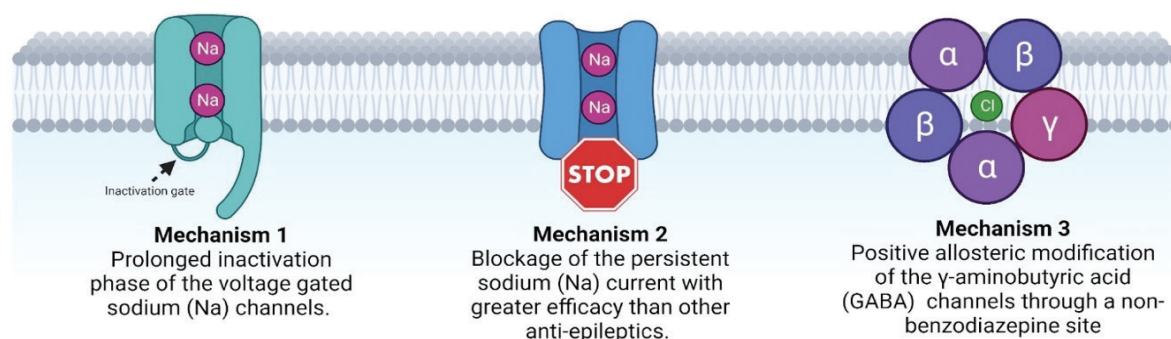 Na
Na
Inactivation gate
Mechanism 1
Prolonged inactivation
phase of the voltage gated
sodium (Na) channels.
Na
Na
STOP
Mechanism 2
Blockage of the persistent
sodium (Na) current with
greater efficacy than other
anti-epileptics.
α
β
Cl
β
γ
α
Mechanism 3
Positive allosteric modification
of the γ-aminobutyric acid
(GABA) channels through a non-
benzodiazepine site